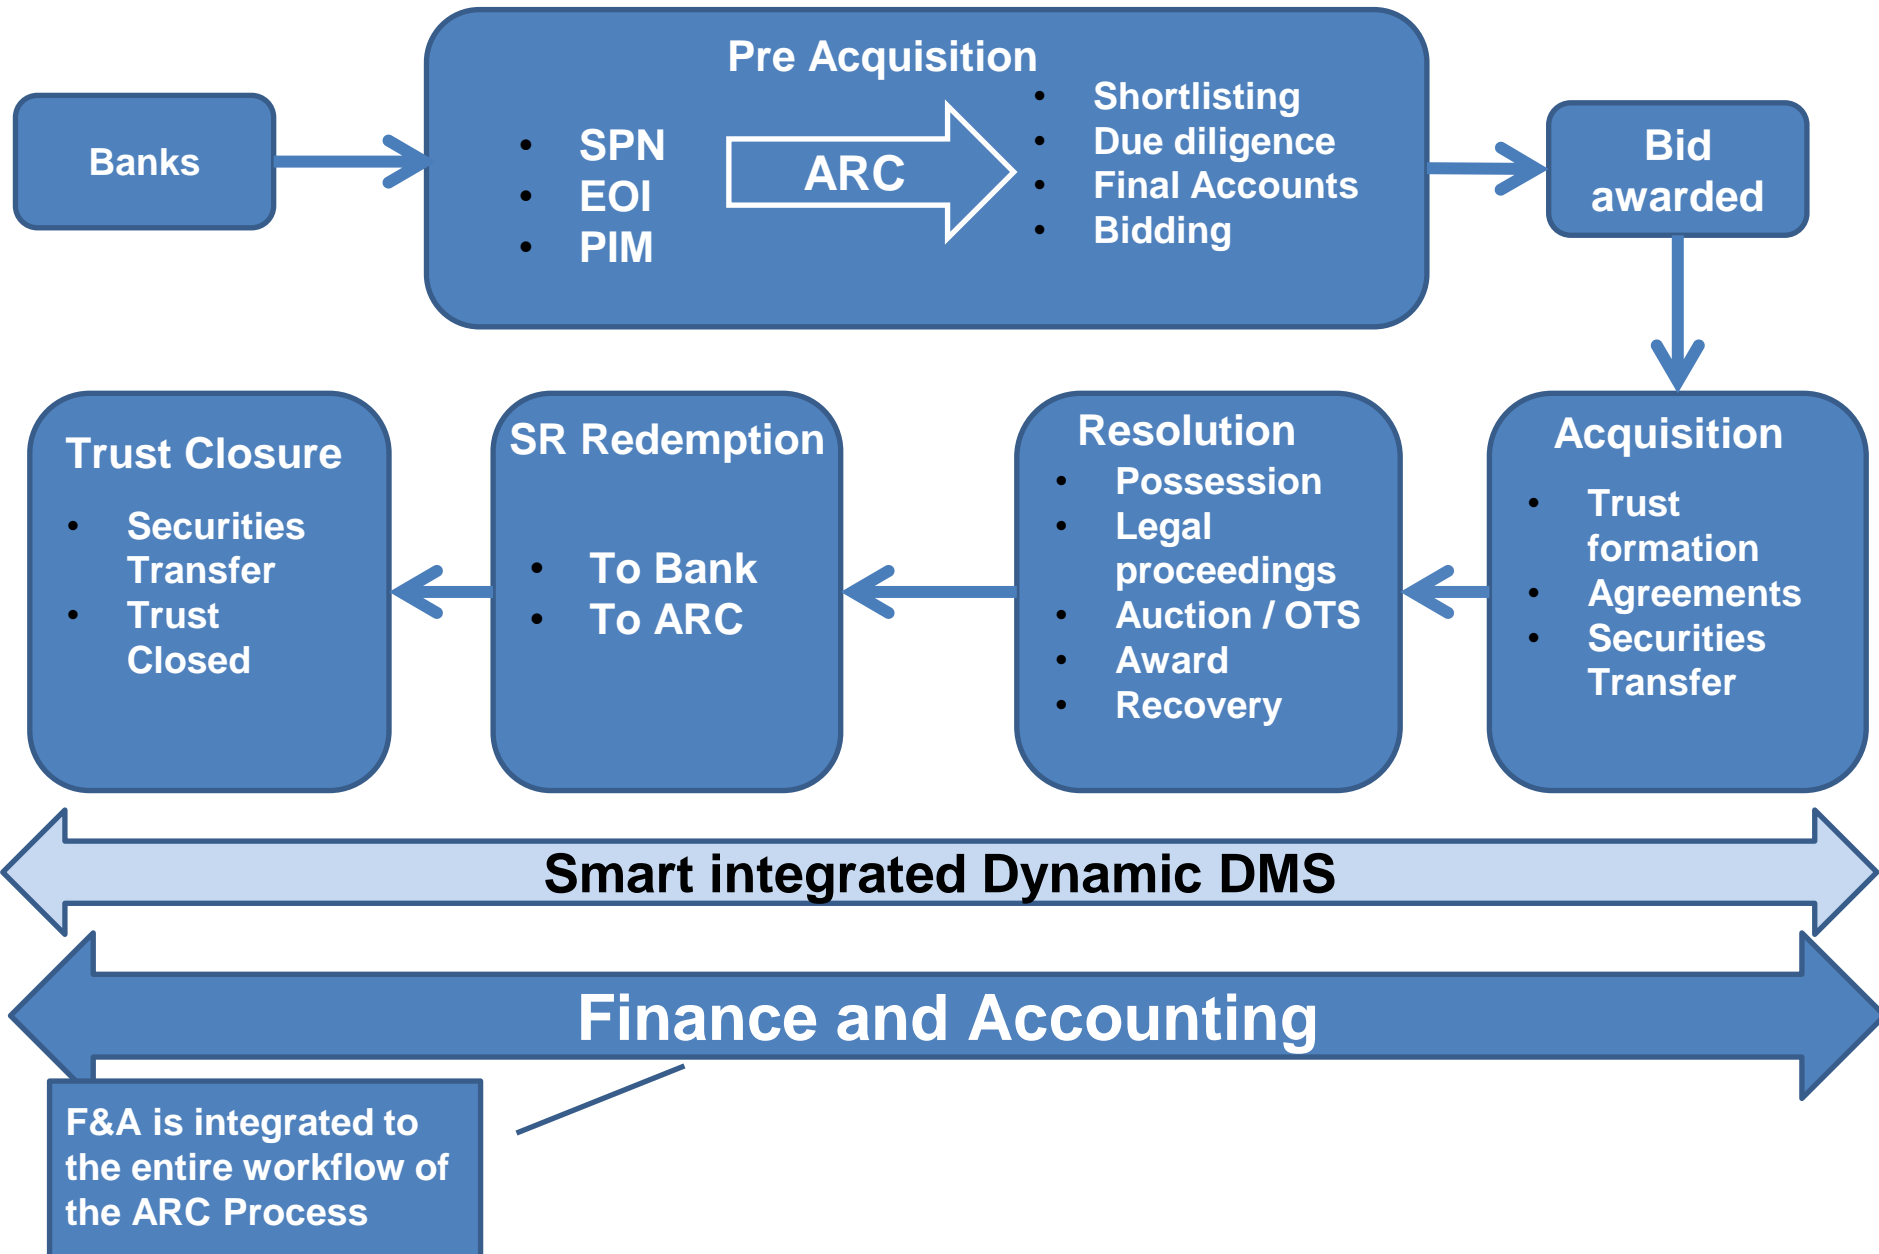 Banks
Pre Acquisition
• SPN
• EOI
• PIM
ARC
• Shortlisting
• Due diligence
• Final Accounts
• Bidding
Bid
awarded
Trust Closure
• Securities
Transfer
• Trust
Closed
SR Redemption
• To Bank
• To ARC
Resolution
• Possession
• Legal
proceedings
• Auction / OTS
• Award
• Recovery
Acquisition
• Trust
formation
• Agreements
• Securities
Transfer
Smart integrated Dynamic DMS
Finance and Accounting
F&A is integrated to
the entire workflow of
the ARC Process